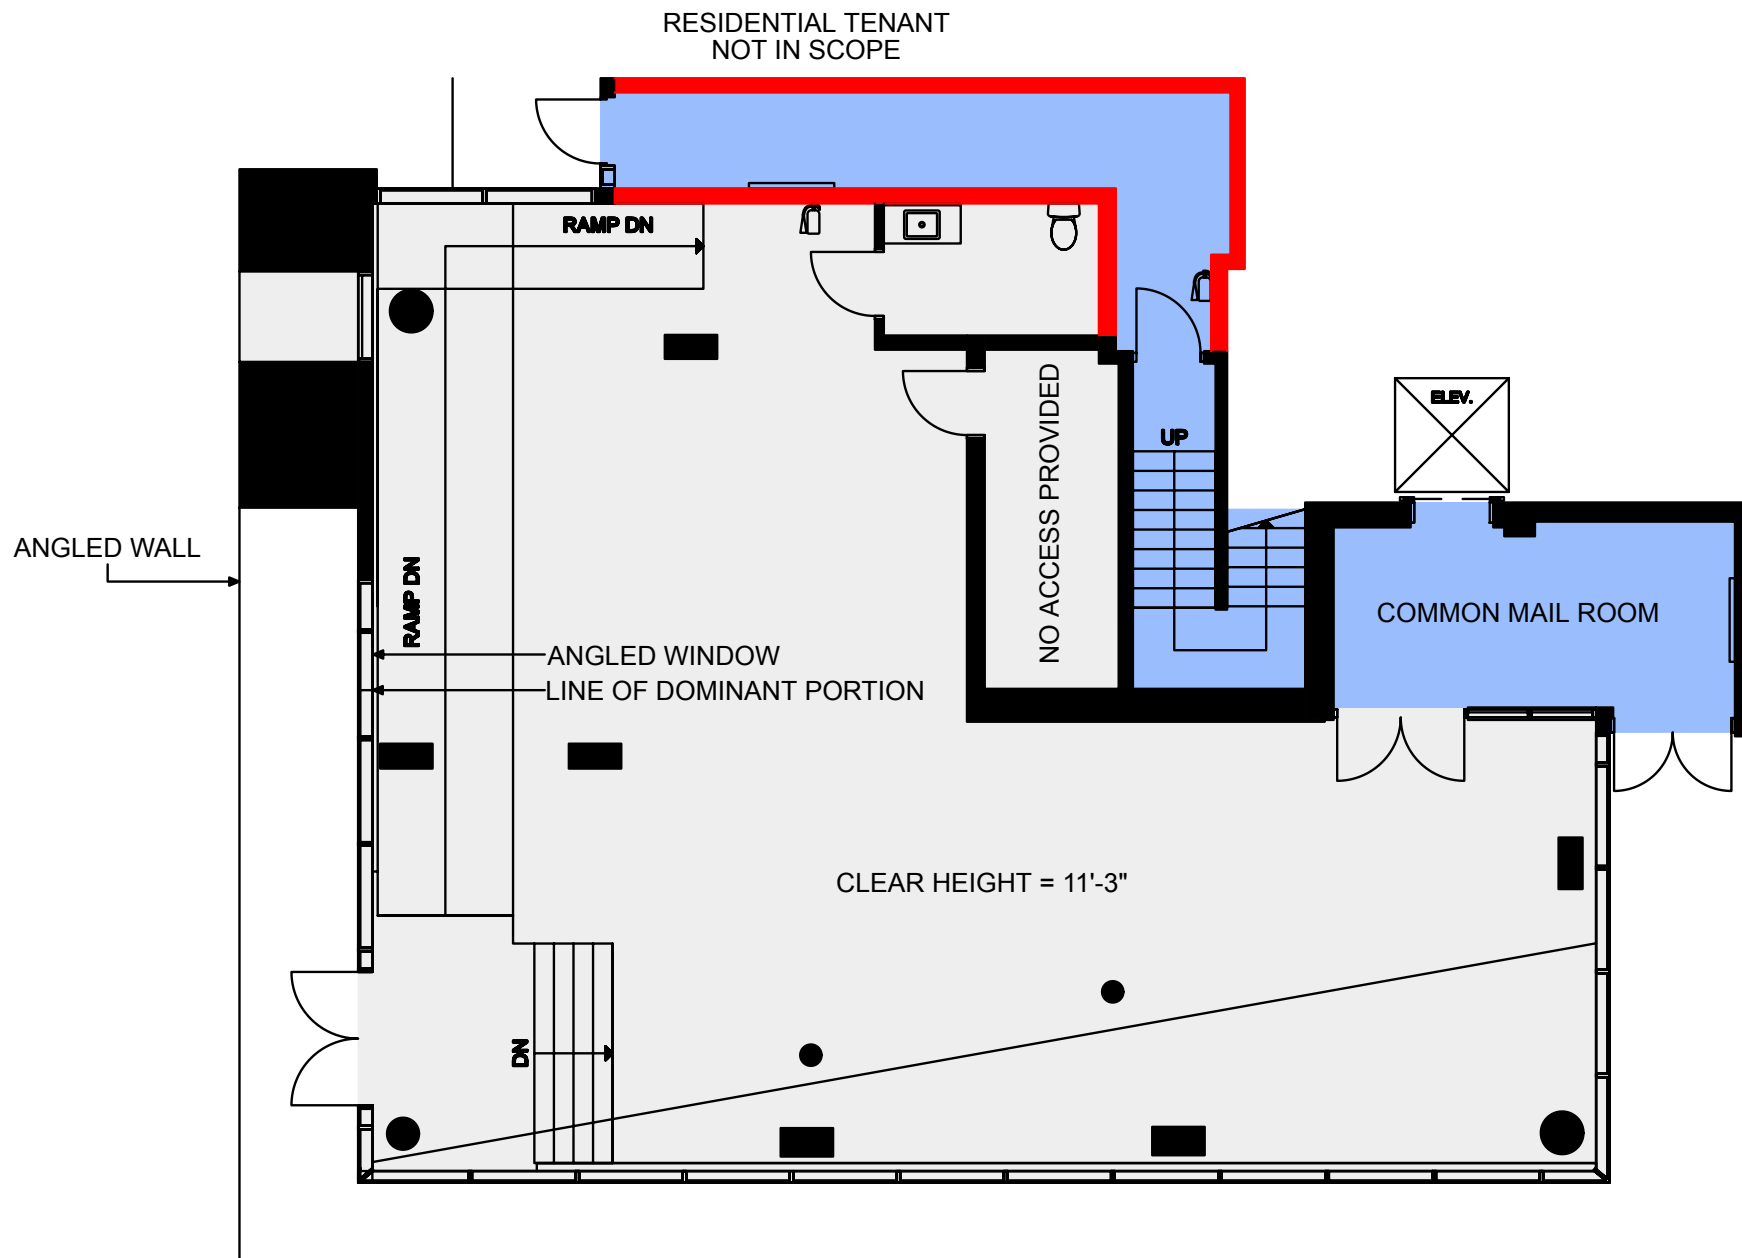 RESIDENTIAL TENANT
NOT IN SCOPE
RAMP DN
NO ACCESS PROVIDED
UP
ELEV.
ANGLED WALL
RAMP DN
COMMON MAIL ROOM
ANGLED WINDOW
LINE OF DOMINANT PORTION
CLEAR HEIGHT = 11'-3"
DN